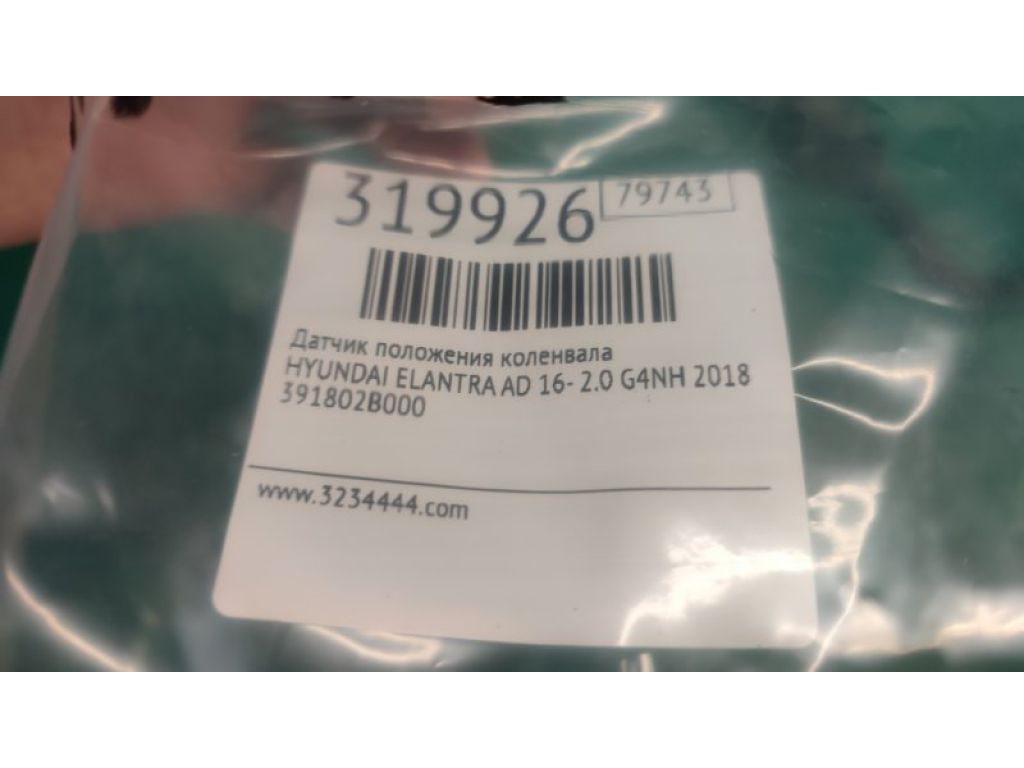 319926 79743
Датчик положения коленвала
HYUNDAI ELANTRA AD 16- 2.0 G4NH 2018
391802B000
www.3234444.com